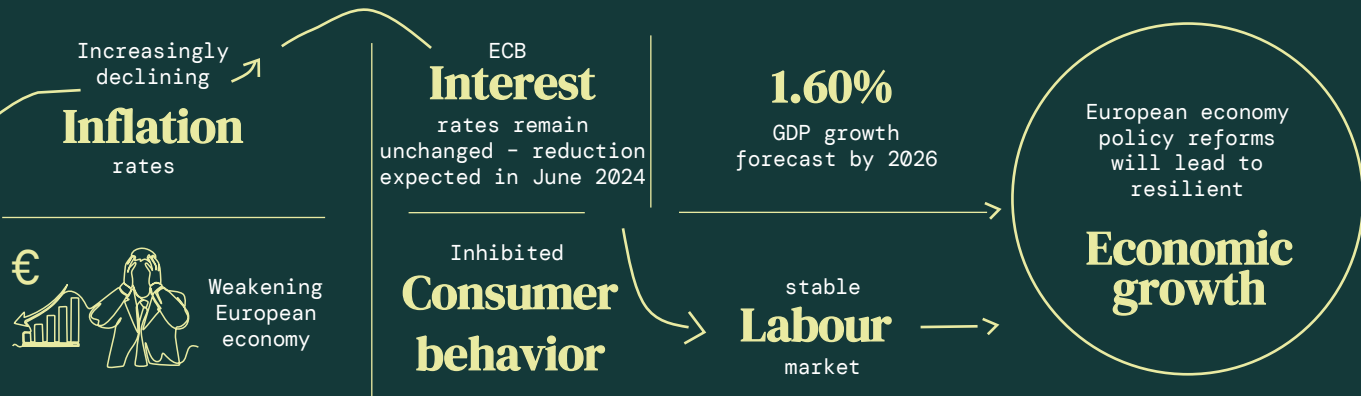 Increasingly
declining
Inflation
rates
€
Weakening
European
economy
ECB
Interest
rates remain
unchanged – reduction
expected in June 2024
Inhibited
Consumer
behavior
1.60%
GDP growth
forecast by 2026
stable
Labour
market
European economy
policy reforms
will lead to
resilient
Economic
growth